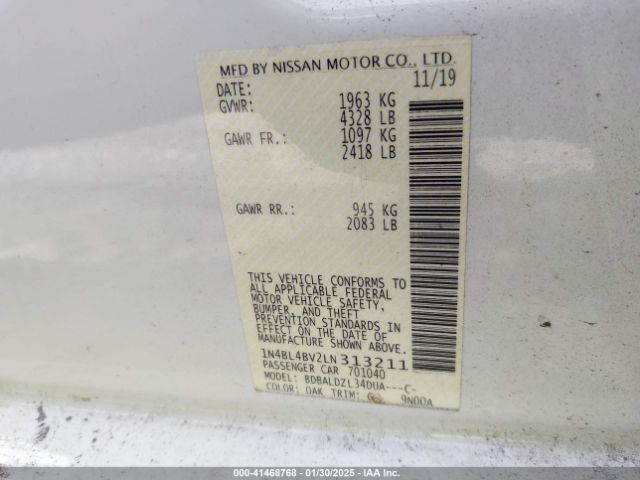 MFD BY NISSAN MOTOR CO., LTD.
DATE: 11/19
GVWR: 1963 KG
4328 LB
GAWR FR.: 1097 KG
2418 LB
GAWR RR.: 945 KG
2083 LB
THIS VEHICLE CONFORMS TO
ALL APPLICABLE FEDERAL
MOTOR VEHICLE SAFETY,
BUMPER, AND THEFT
PREVENTION STANDARDS IN
EFFECT ON THE DATE OF
MANUFACTURE SHOWN ABOVE.
1N4BL4BV2LN313211
PASSENGER CAR 701040
MODEL: BDBALDZL34DUA---C-
COLOR: QAK TRIM: 9N00A
000-41468768 - 01/30/2025 - IAA Inc.